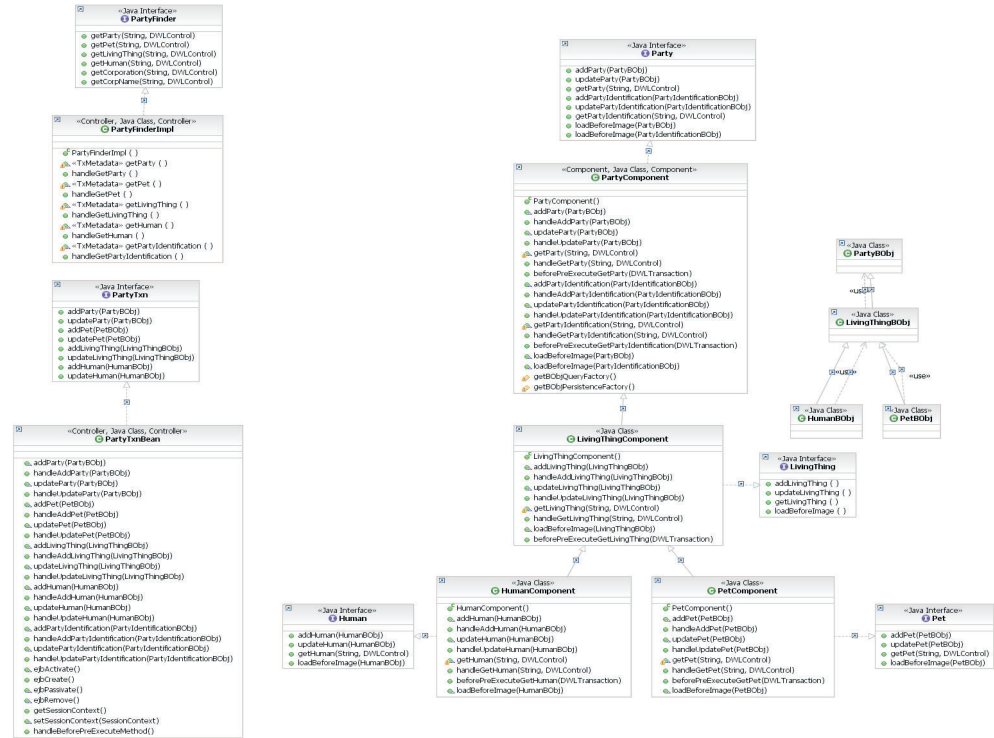 «Java Interface»
PartyFinder
getParty(String, DWLControl)
getPet(String, DWLControl)
getLivingThing(String, DWLControl)
getHuman(String, DWLControl)
getCorporation(String, DWLControl)
getCorpName(String, DWLControl)
«Controller, Java Class, Controller»
PartyFinderImpl
PartyFinderImpl ( )
«TxMetadata» getParty ( )
handleGetParty ( )
«TxMetadata» getPet ( )
handleGetPet ( )
«TxMetadata» getLivingThing ( )
handleGetLivingThing ( )
«TxMetadata» getHuman ( )
handleGetHuman ( )
«TxMetadata» getPartyIdentification ( )
handleGetPartyIdentification ( )
«Java Interface»
PartyTxn
addParty(PartyBObj)
updateParty(PartyBObj)
addPet(PetBObj)
updatePet(PetBObj)
addLivingThing(LivingThingBObj)
updateLivingThing(LivingThingBObj)
addHuman(HumanBObj)
updateHuman(HumanBObj)
«Controller, Java Class, Controller»
PartyTxnBean
addParty(PartyBObj)
handleAddParty(PartyBObj)
updateParty(PartyBObj)
handleUpdateParty(PartyBObj)
addPet(PetBObj)
handleAddPet(PetBObj)
updatePet(PetBObj)
handleUpdatePet(PetBObj)
addLivingThing(LivingThingBObj)
handleAddLivingThing(LivingThingBObj)
updateLivingThing(LivingThingBObj)
handleUpdateLivingThing(LivingThingBObj)
addHuman(HumanBObj)
handleAddHuman(HumanBObj)
updateHuman(HumanBObj)
handleUpdateHuman(HumanBObj)
addPartyIdentification(PartyIdentificationBObj)
handleAddPartyIdentification(PartyIdentificationBObj)
updatePartyIdentification(PartyIdentificationBObj)
handleUpdatePartyIdentification(PartyIdentificationBObj)
ejbActivate()
ejbCreate()
ejbPassivate()
ejbRemove()
getSessionContext()
setSessionContext(SessionContext)
handleBeforePreExecuteMethod()
«Java Interface»
Party
addParty(PartyBObj)
updateParty(PartyBObj)
getParty(String, DWLControl)
addPartyIdentification(PartyIdentificationBObj)
updatePartyIdentification(PartyIdentificationBObj)
getPartyIdentification(String, DWLControl)
loadBeforeImage(PartyBObj)
loadBeforeImage(PartyIdentificationBObj)
«Component, Java Class, Component»
PartyComponent
PartyComponent()
addParty(PartyBObj)
handleAddParty(PartyBObj)
updateParty(PartyBObj)
handleUpdateParty(PartyBObj)
getParty(String, DWLControl)
handleGetParty(String, DWLControl)
beforePreExecuteGetParty(DWLTransaction)
addPartyIdentification(PartyIdentificationBObj)
handleAddPartyIdentification(PartyIdentificationBObj)
updatePartyIdentification(PartyIdentificationBObj)
handleUpdatePartyIdentification(PartyIdentificationBObj)
getPartyIdentification(String, DWLControl)
handleGetPartyIdentification(String, DWLControl)
beforePreExecuteGetPartyIdentification(DWLTransaction)
loadBeforeImage(PartyBObj)
loadBeforeImage(PartyIdentificationBObj)
getBObjQueryFactory()
getBObjPersistenceFactory()
«Java Class»
LivingThingComponent
LivingThingComponent()
addLivingThing(LivingThingBObj)
handleAddLivingThing(LivingThingBObj)
updateLivingThing(LivingThingBObj)
handleUpdateLivingThing(LivingThingBObj)
getLivingThing(String, DWLControl)
handleGetLivingThing(String, DWLControl)
loadBeforeImage(LivingThingBObj)
beforePreExecuteGetLivingThing(DWLTransaction)
«Java Class»
PartyBObj
«use»
«Java Class»
LivingThingBObj
«use»
«use»
«Java Class»
HumanBObj
«Java Class»
PetBObj
«Java Interface»
LivingThing
addLivingThing ( )
updateLivingThing ( )
getLivingThing ( )
loadBeforeImage ( )
«Java Interface»
Human
addHuman(HumanBObj)
updateHuman(HumanBObj)
getHuman(String, DWLControl)
loadBeforeImage(HumanBObj)
«Java Class»
HumanComponent
HumanComponent()
addHuman(HumanBObj)
handleAddHuman(HumanBObj)
updateHuman(HumanBObj)
handleUpdateHuman(HumanBObj)
getHuman(String, DWLControl)
handleGetHuman(String, DWLControl)
beforePreExecuteGetHuman(DWLTransaction)
loadBeforeImage(HumanBObj)
«Java Class»
PetComponent
PetComponent()
addPet(PetBObj)
handleAddPet(PetBObj)
updatePet(PetBObj)
handleUpdatePet(PetBObj)
getPet(String, DWLControl)
handleGetPet(String, DWLControl)
beforePreExecuteGetPet(DWLTransaction)
loadBeforeImage(PetBObj)
«Java Interface»
Pet
addPet(PetBObj)
updatePet(PetBObj)
getPet(String, DWLControl)
loadBeforeImage(PetBObj)